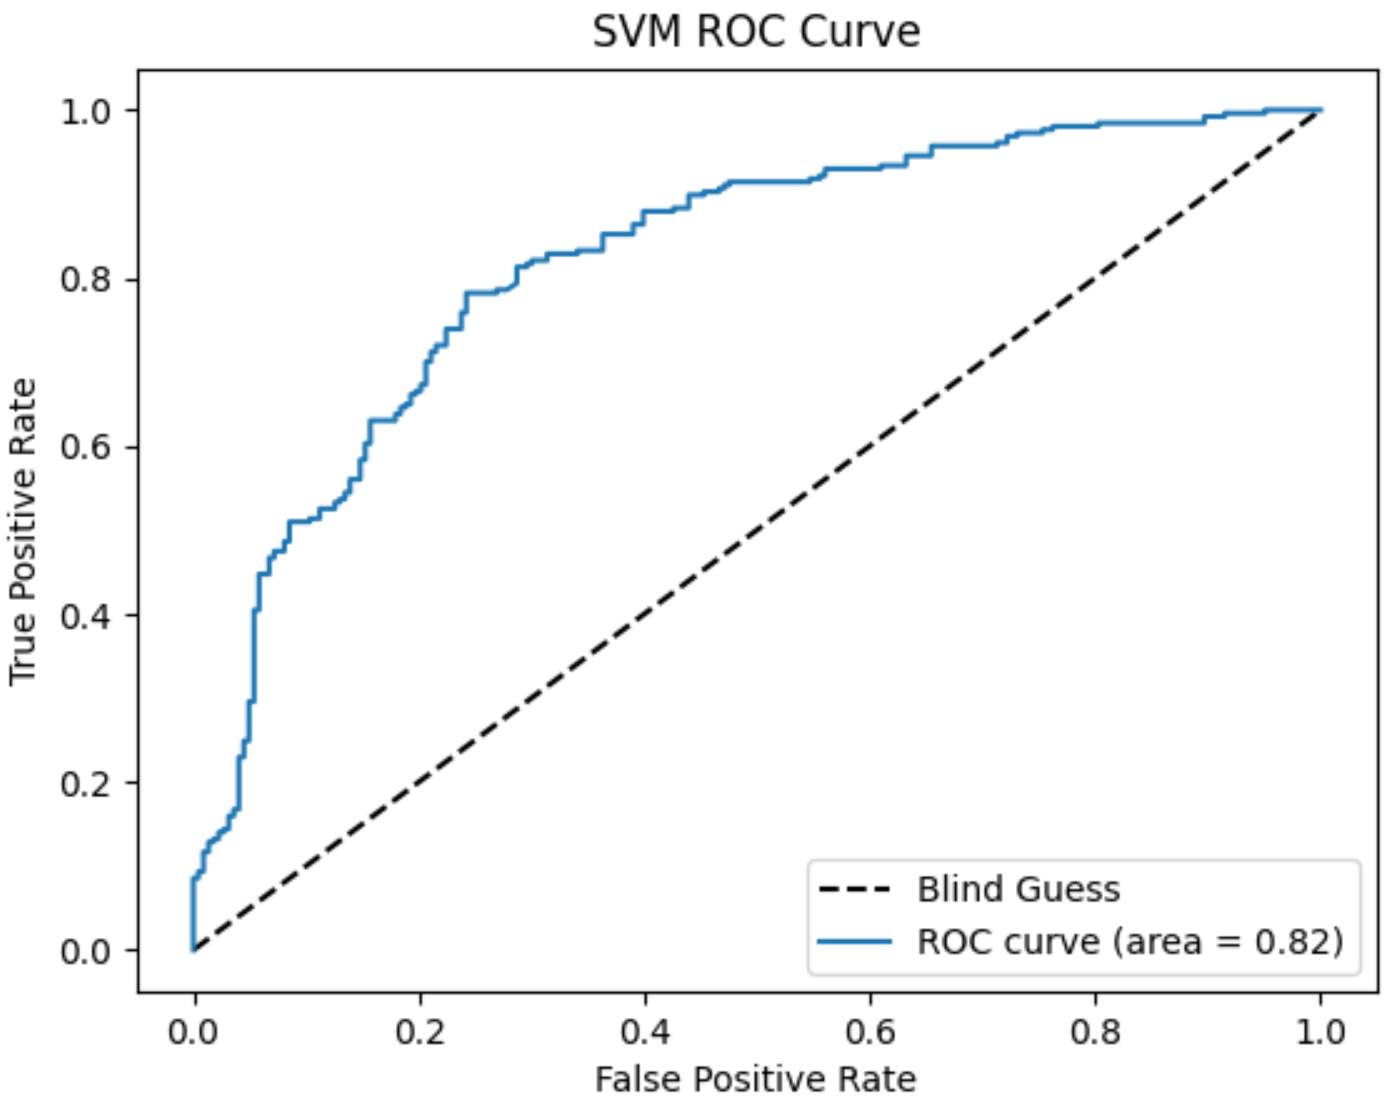 SVM ROC Curve
1.0
0.8
0.6
0.4
0.2
0.0
True Positive Rate
Blind Guess
ROC curve (area = 0.82)
0.0 0.2 0.4 0.6 0.8 1.0
False Positive Rate